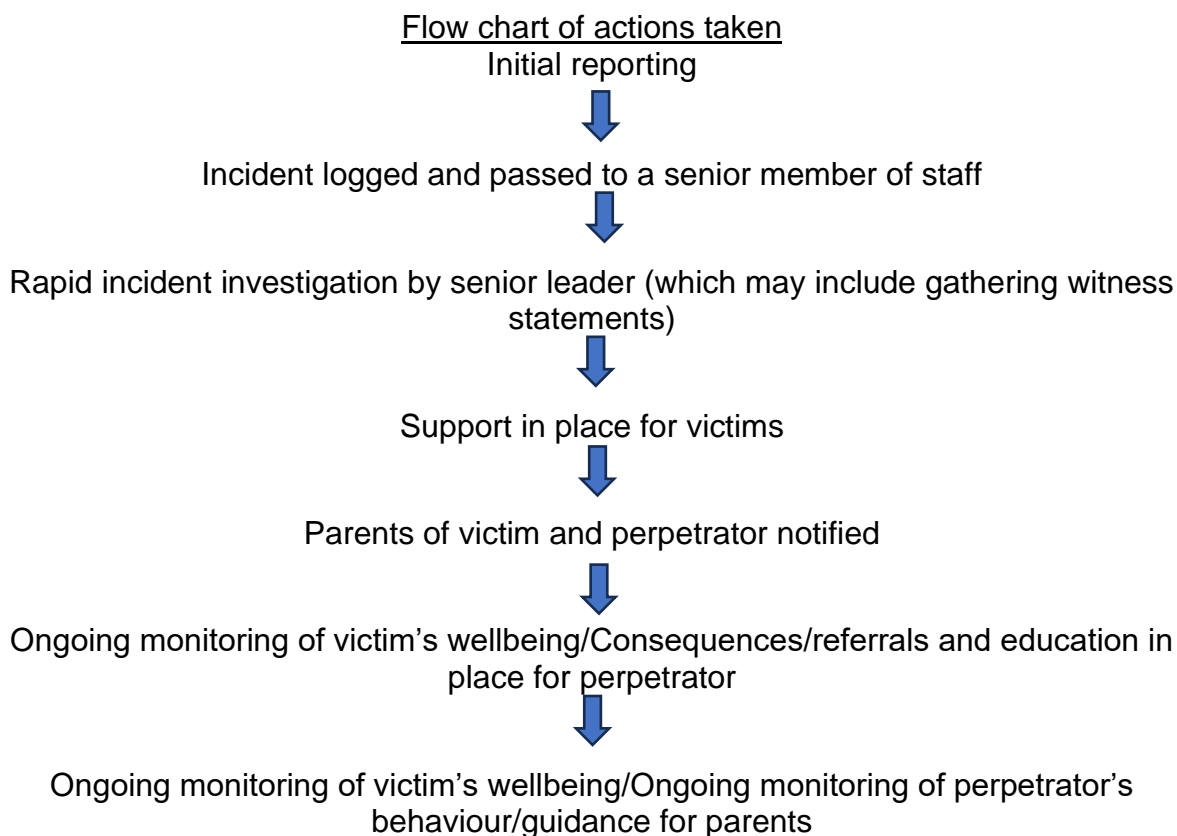 Flow chart of actions taken
Initial reporting
Incident logged and passed to a senior member of staff
Rapid incident investigation by senior leader (which may include gathering witness
statements)
Support in place for victims
Parents of victim and perpetrator notified
Ongoing monitoring of victim’s wellbeing/Consequences/referrals and education in
place for perpetrator
Ongoing monitoring of victim’s wellbeing/Ongoing monitoring of perpetrator’s
behaviour/guidance for parents